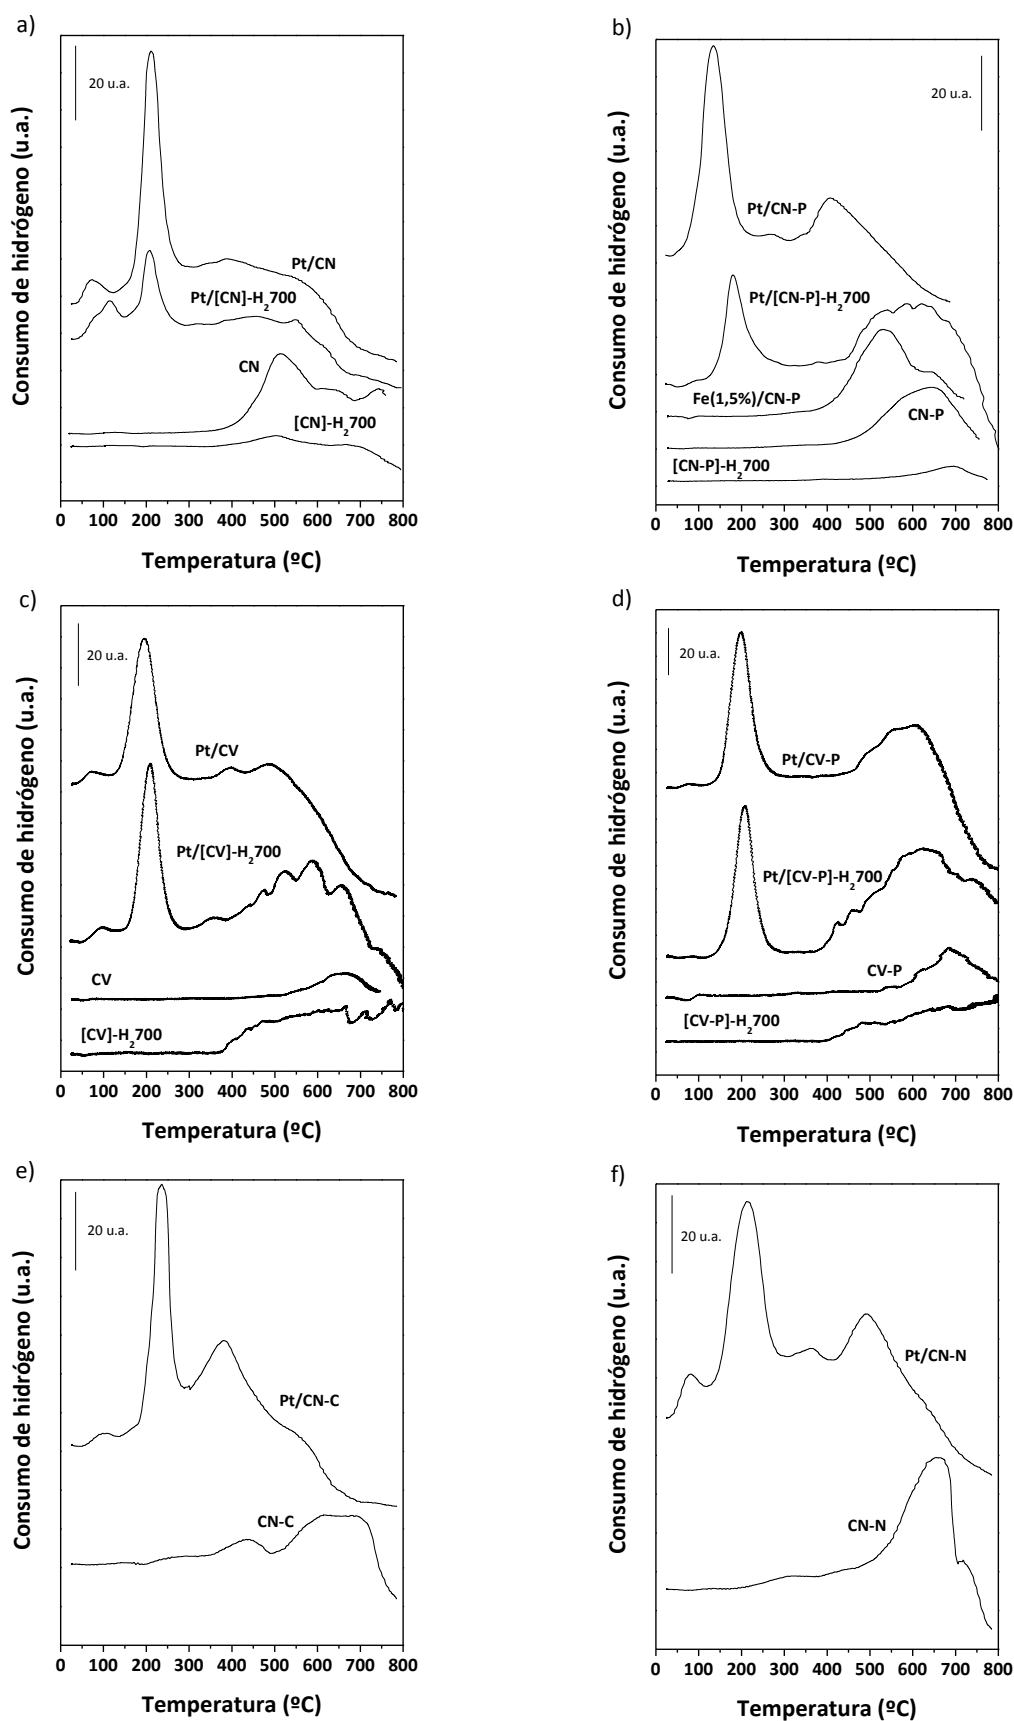 a)
Consumo de hidrógeno (u.a.)
20 u.a.
Pt/CN
Pt/[CN]-H2700
CN
[CN]-H2700
0 100 200 300 400 500 600 700 800
Temperatura (ºC)
b)
Consumo de hidrógeno (u.a.)
20 u.a.
Pt/CN-P
Pt/[CN-P]-H2700
Fe(1,5%)/CN-P
CN-P
[CN-P]-H2700
0 100 200 300 400 500 600 700 800
Temperatura (ºC)
c)
Consumo de hidrógeno (u.a.)
20 u.a.
Pt/CV
Pt/[CV]-H2700
CV
[CV]-H2700
0 100 200 300 400 500 600 700 800
Temperatura (ºC)
d)
Consumo de hidrógeno (u.a.)
20 u.a.
Pt/CV-P
Pt/[CV-P]-H2700
CV-P
[CV-P]-H2700
0 100 200 300 400 500 600 700 800
Temperatura (ºC)
e)
Consumo de hidrógeno (u.a.)
20 u.a.
Pt/CN-C
CN-C
0 100 200 300 400 500 600 700 800
Temperatura (ºC)
f)
Consumo de hidrógeno (u.a.)
20 u.a.
Pt/CN-N
CN-N
0 100 200 300 400 500 600 700 800
Temperatura (ºC)